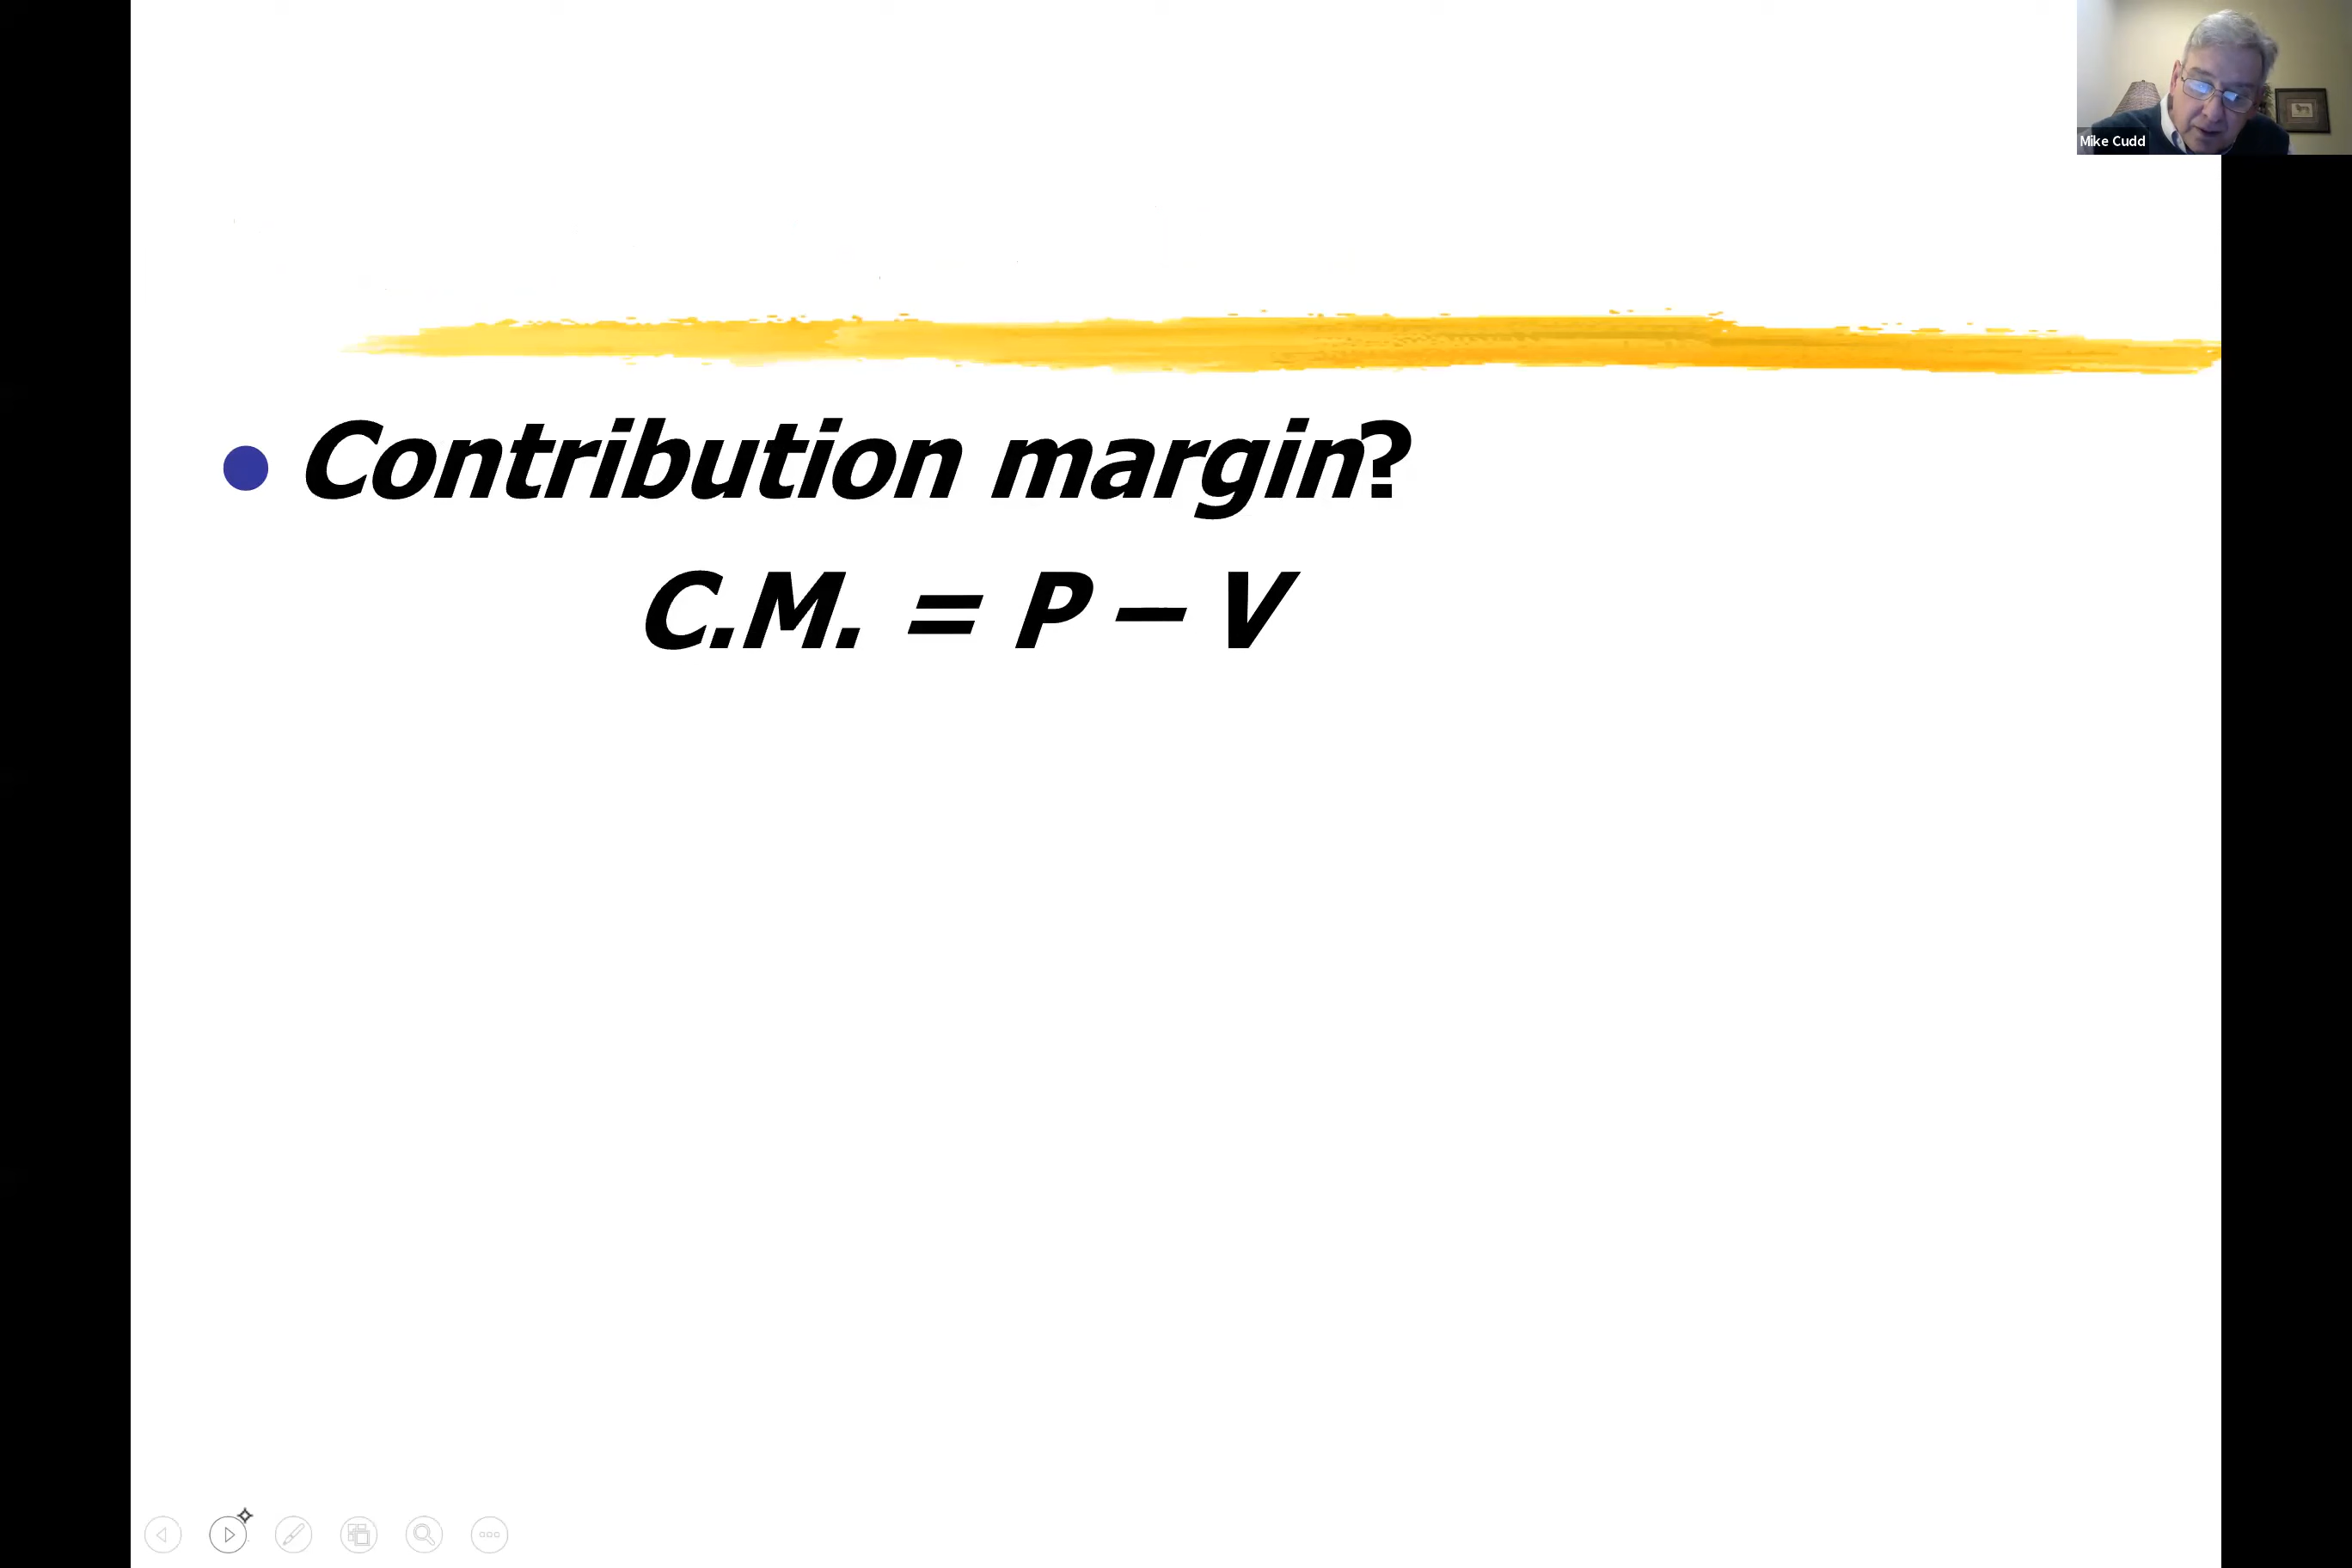 Mike Cudd
Contribution margin?
C.M. = P – V